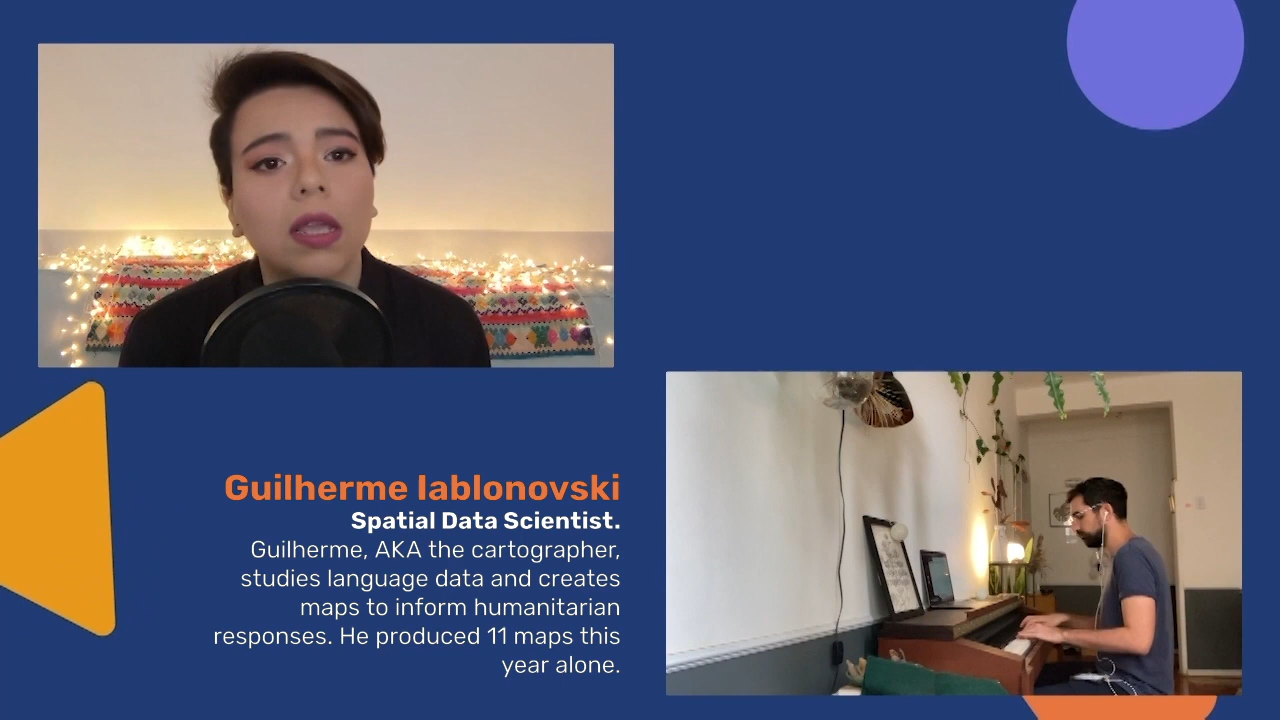 Guilherme Iablonovski
Spatial Data Scientist.
Guilherme, AKA the cartographer,
studies language data and creates
maps to inform humanitarian
responses. He produced 11 maps this
year alone.